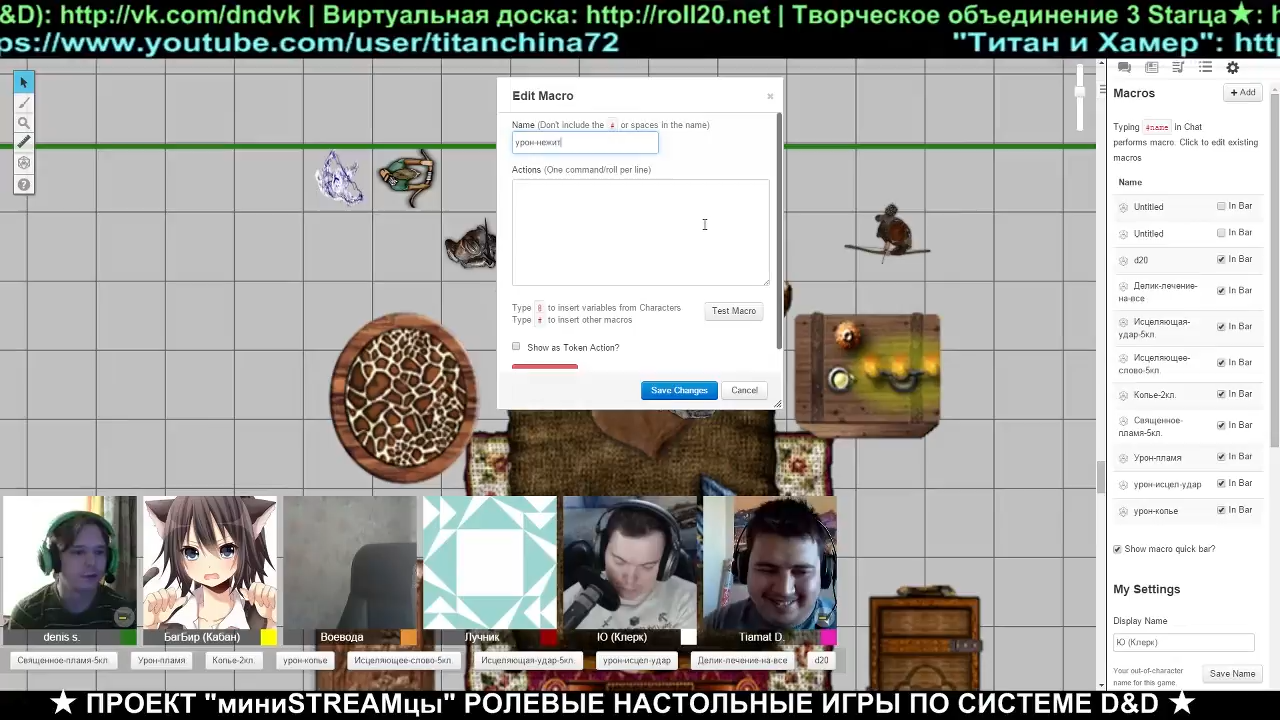 D): http://vk.com/dndvk | Виртуальная доска: http://roll20.net | Творческое объединение 3 Starца★:
ps://www.youtube.com/user/titanchina72 "Титан и Хамер":
Edit Macro
Name (Don't include the # or spaces in the name)
урон-нежит
Actions (One command/roll per line)
Type @ to insert variables from Characters
Type # to insert other macros
Test Macro
Show as Token Action?
Save Changes
Cancel
Macros
+ Add
Typing #name in Chat
performs macro. Click to edit existing
macros
Name
Untitled In Bar
Untitled In Bar
d20 In Bar
Делик-лечение-
на-все In Bar
Исцеляющая-
удар-5кл. In Bar
Исцеляющее-
слово-5кл. In Bar
Копье-2кл. In Bar
Священное-
пламя-5кл. In Bar
Урон-пламя In Bar
урон-исцел-удар In Bar
урон-копье In Bar
Show macro quick bar?
My Settings
Display Name
Ю (Клерк)
Your out-of-character
name for this game.
Save Name
denis s.
БагБир (Кабан)
Воевода
Лучник
Ю (Клерк)
Tiamat D.
Священное-пламя-5кл.
Урон-пламя
Копье-2кл.
урон-копье
Исцеляющее-слово-5кл.
Исцеляющая-удар-5кл.
урон-исцел-удар
Делик-лечение-на-все
d20
★ ПРОЕКТ "миниSTREAMцы" РОЛЕВЫЕ НАСТОЛЬНЫЕ ИГРЫ ПО СИСТЕМЕ D&D ★